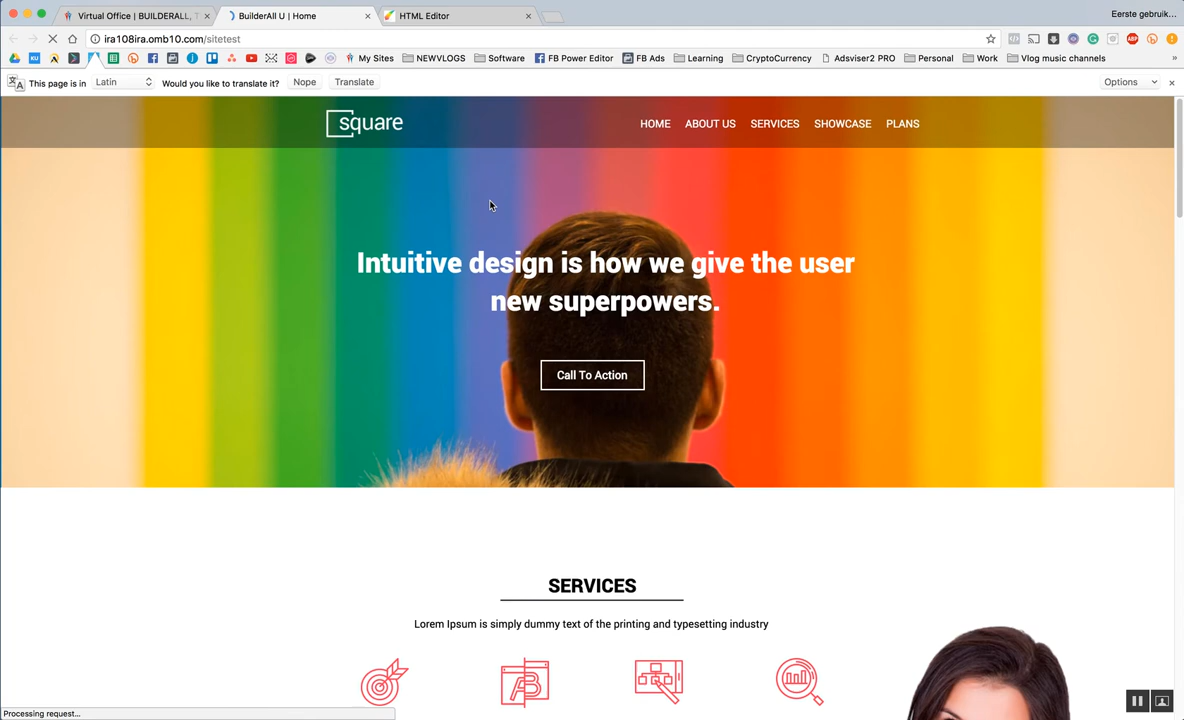 Virtual Office | BUILDERALL, T
BuilderAll U | Home
HTML Editor
Eerste gebruik...
ira108ira.omb10.com/sitetest
My Sites
NEWVLOGS
Software
FB Power Editor
FB Ads
Learning
CryptoCurrency
Adsviser2 PRO
Personal
Work
Vlog music channels
»
This page is in
Latin
Would you like to translate it?
Nope
Translate
Options
square
HOME
ABOUT US
SERVICES
SHOWCASE
PLANS
Intuitive design is how we give the user
new superpowers.
Call To Action
SERVICES
Lorem Ipsum is simply dummy text of the printing and typesetting industry
Processing request...